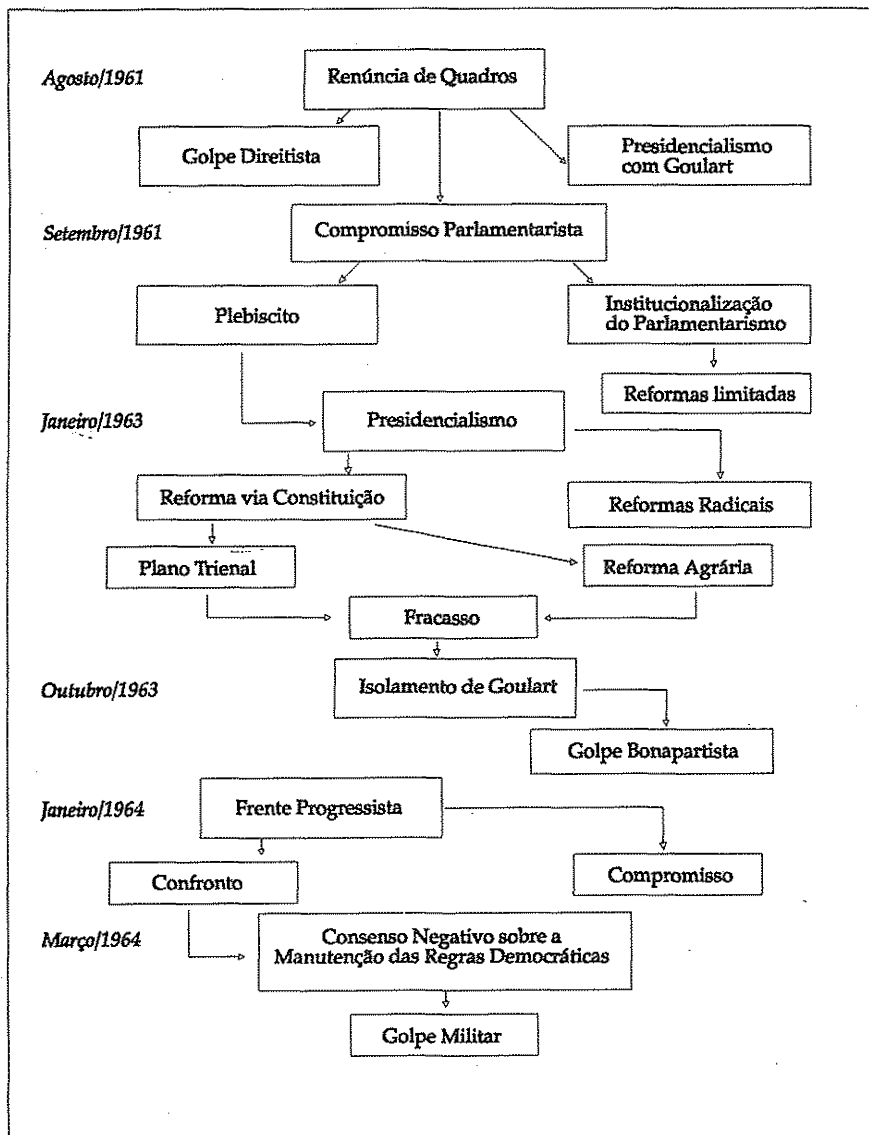 Agosto/1961
Renúncia de Quadros
Golpe Direitista
Presidencialismo
com Goulart
Setembro/1961
Compromisso Parlamentarista
Plebiscito
Institucionalização
do Parlamentarismo
Reformas limitadas
Janeiro/1963
Presidencialismo
Reforma via Constituição
Reformas Radicais
Plano Trienal
Reforma Agrária
Fracasso
Outubro/1963
Isolamento de Goulart
Golpe Bonapartista
Janeiro/1964
Frente Progressista
Confronto
Compromisso
Março/1964
Consenso Negativo sobre a
Manutenção das Regras Democráticas
Golpe Militar